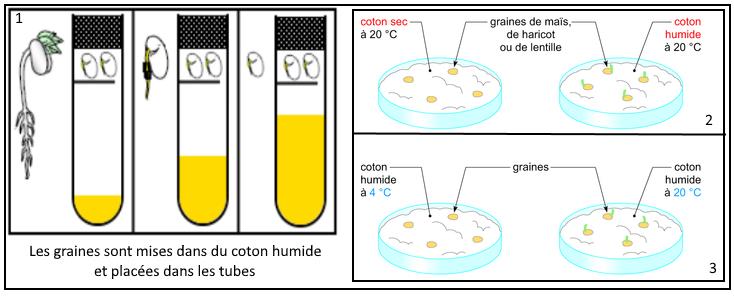 1
Les graines sont mises dans du coton humide
et placées dans les tubes
coton sec
à 20 °C
graines de maïs,
de haricot
ou de lentille
coton
humide
à 20 °C
2
coton
humide
à 4 °C
graines
coton
humide
à 20 °C
3